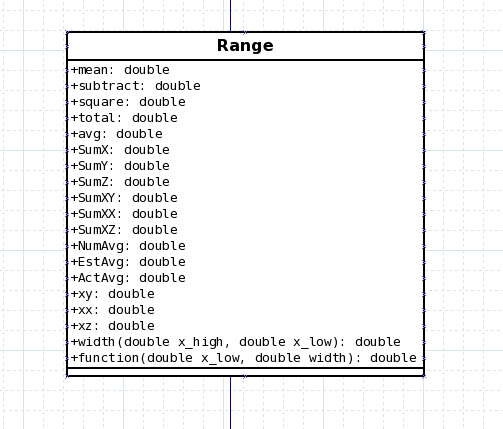 Range
+mean: double
+subtract: double
+square: double
+total: double
+avg: double
+SumX: double
+SumY: double
+SumZ: double
+SumXY: double
+SumXX: double
+SumXZ: double
+NumAvg: double
+EstAvg: double
+ActAvg: double
+xy: double
+xx: double
+xz: double
+width(double x_high, double x_low): double
+function(double x_low, double width): double